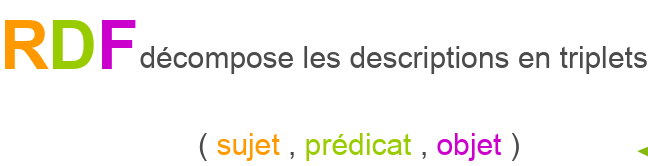 RDF décompose les descriptions en triplets
( sujet , prédicat , objet )